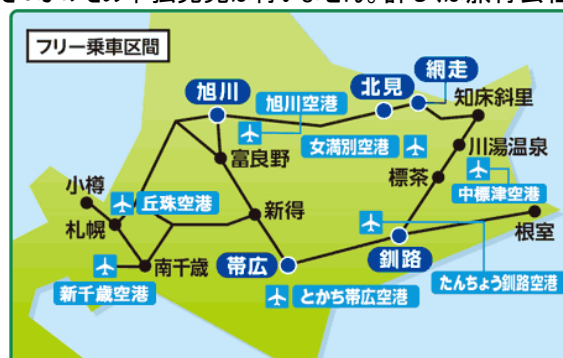 フリー乗車区間
旭川
北見
網走
旭川空港
女満別空港
知床斜里
川湯温泉
標茶
中標津空港
富良野
小樽
丘珠空港
札幌
新得
根室
南千歳
帯広
釧路
新千歳空港
とかち帯広空港
たんちょう釧路空港